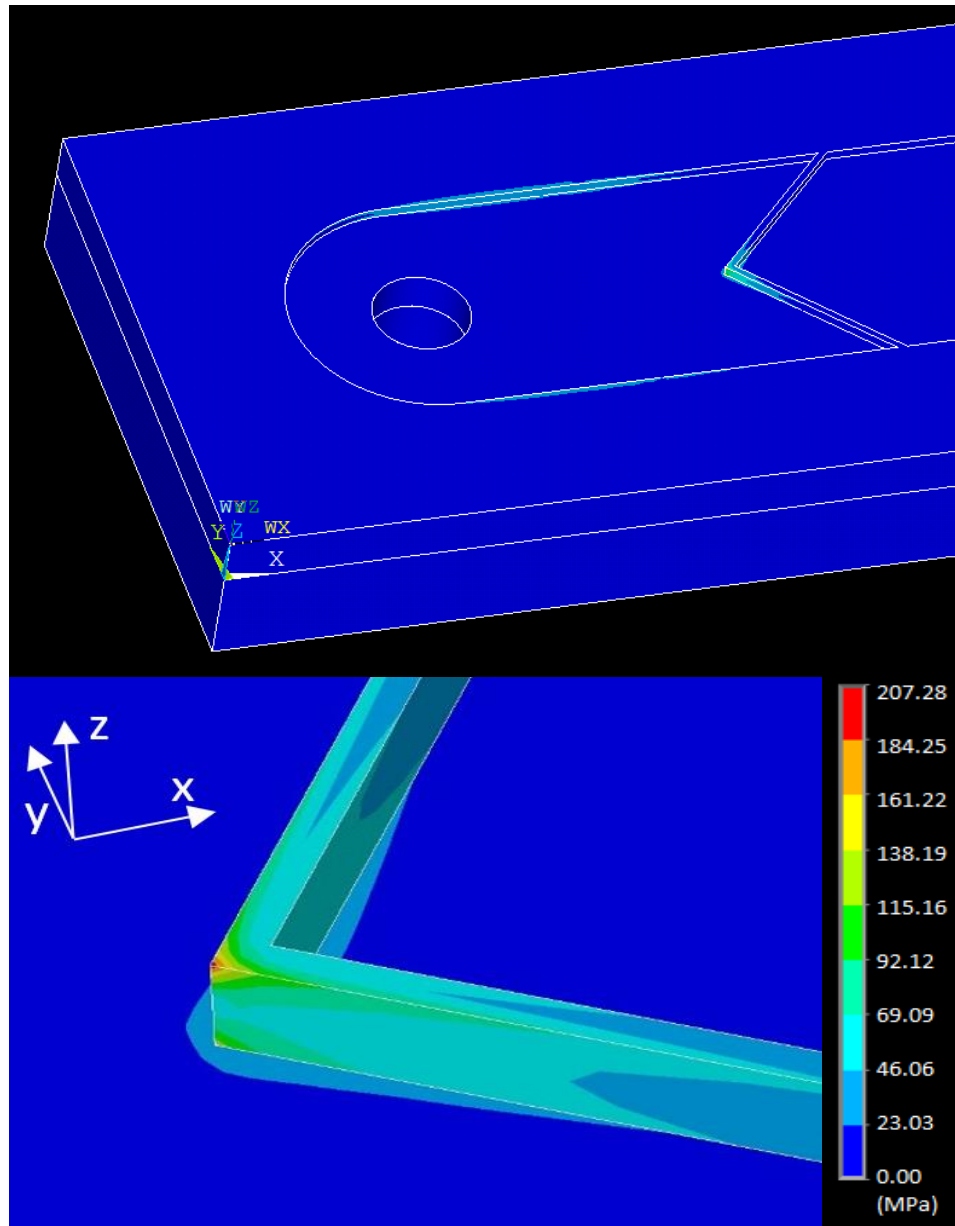 WY WZ
WX
Y Z
X
z
y
x
207.28
184.25
161.22
138.19
115.16
92.12
69.09
46.06
23.03
0.00
(MPa)